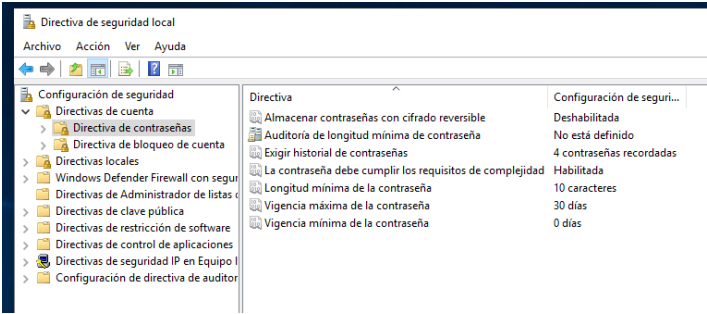 Directiva de seguridad local
Archivo Acción Ver Ayuda
Configuración de seguridad
Directivas de cuenta
Directiva de contraseñas
Directiva de bloqueo de cuenta
Directivas locales
Windows Defender Firewall con segur
Directivas de Administrador de listas
Directivas de clave pública
Directivas de restricción de software
Directivas de control de aplicaciones
Directivas de seguridad IP en Equipo l
Configuración de directiva de auditor
Directiva Configuración de seguri...
Almacenar contraseñas con cifrado reversible Deshabilitada
Auditoría de longitud mínima de contraseña No está definido
Exigir historial de contraseñas 4 contraseñas recordadas
La contraseña debe cumplir los requisitos de complejidad Habilitada
Longitud mínima de la contraseña 10 caracteres
Vigencia máxima de la contraseña 30 días
Vigencia mínima de la contraseña 0 días